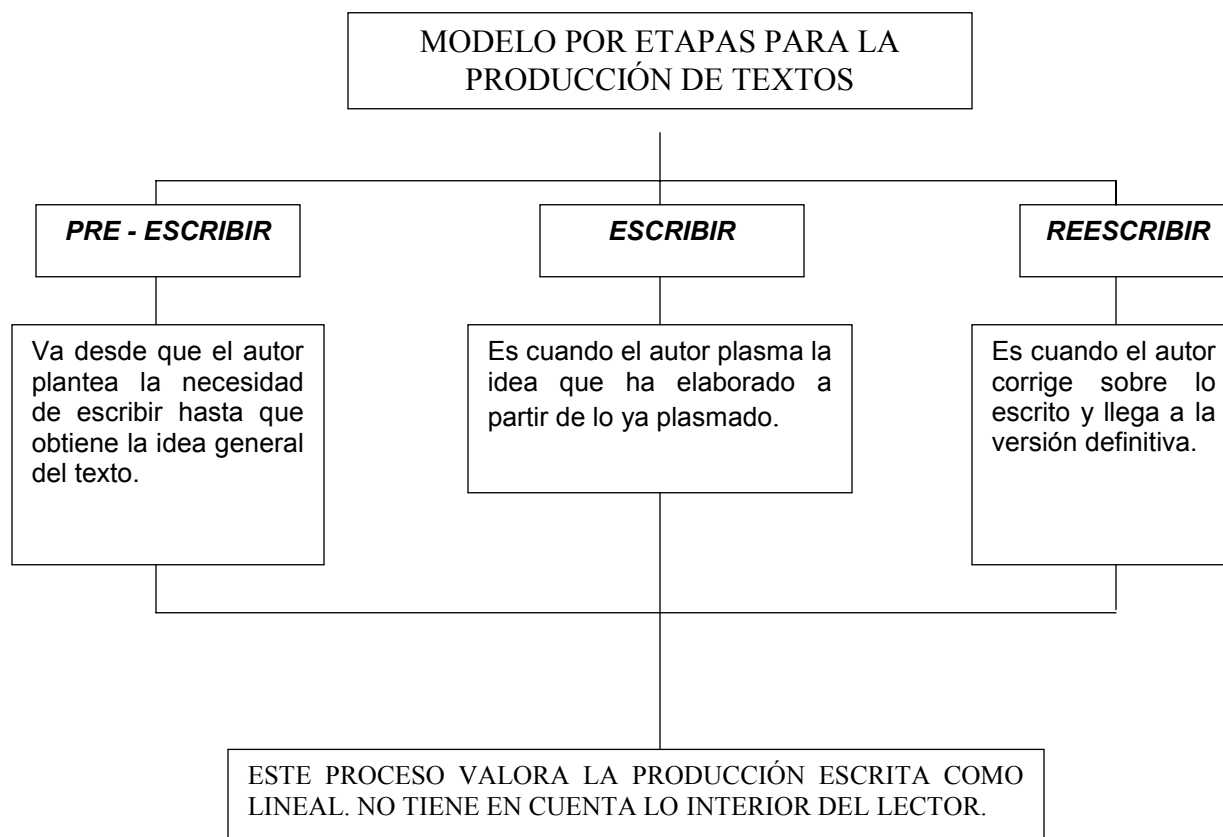 MODELO POR ETAPAS PARA LA
PRODUCCIÓN DE TEXTOS
PRE - ESCRIBIR
Va desde que el autor
plantea la necesidad
de escribir hasta que
obtiene la idea general
del texto.
ESCRIBIR
Es cuando el autor plasma la
idea que ha elaborado a
partir de lo ya plasmado.
REESCRIBIR
Es cuando el autor
corrige sobre lo
escrito y llega a la
versión definitiva.
ESTE PROCESO VALORA LA PRODUCCIÓN ESCRITA COMO
LINEAL. NO TIENE EN CUENTA LO INTERIOR DEL LECTOR.